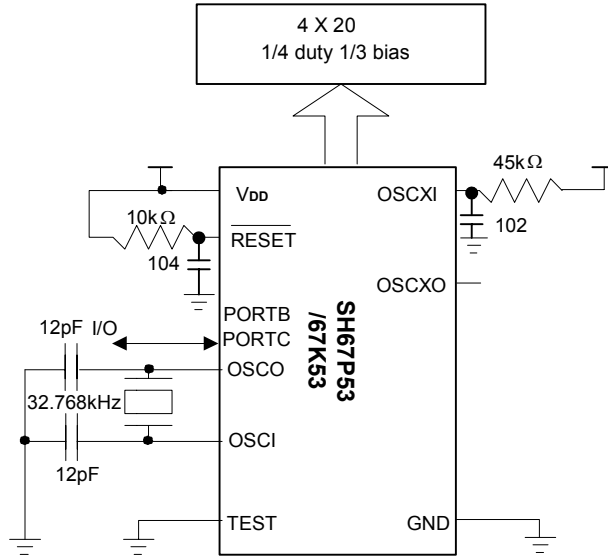 4 X 20
1/4 duty 1/3 bias
45kΩ
VDD
OSCXI
10kΩ
RESET
102
104
OSCXO
PORTB
SH67P53
/67K53
12pF
I/O
PORTC
OSCO
32.768kHz
OSCI
12pF
TEST
GND